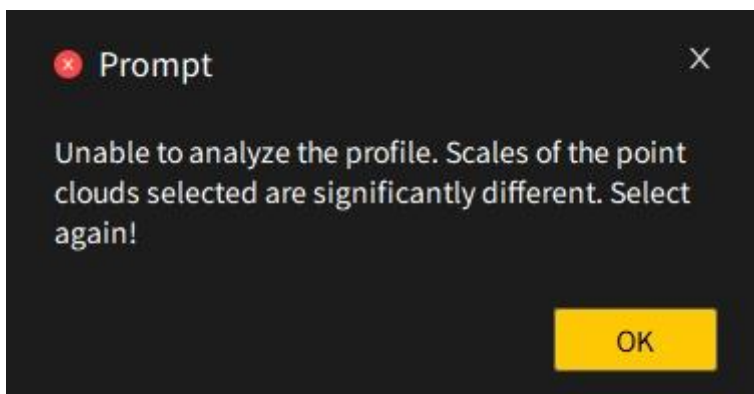 Prompt
X
Unable to analyze the profile. Scales of the point
clouds selected are significantly different. Select
again!
OK